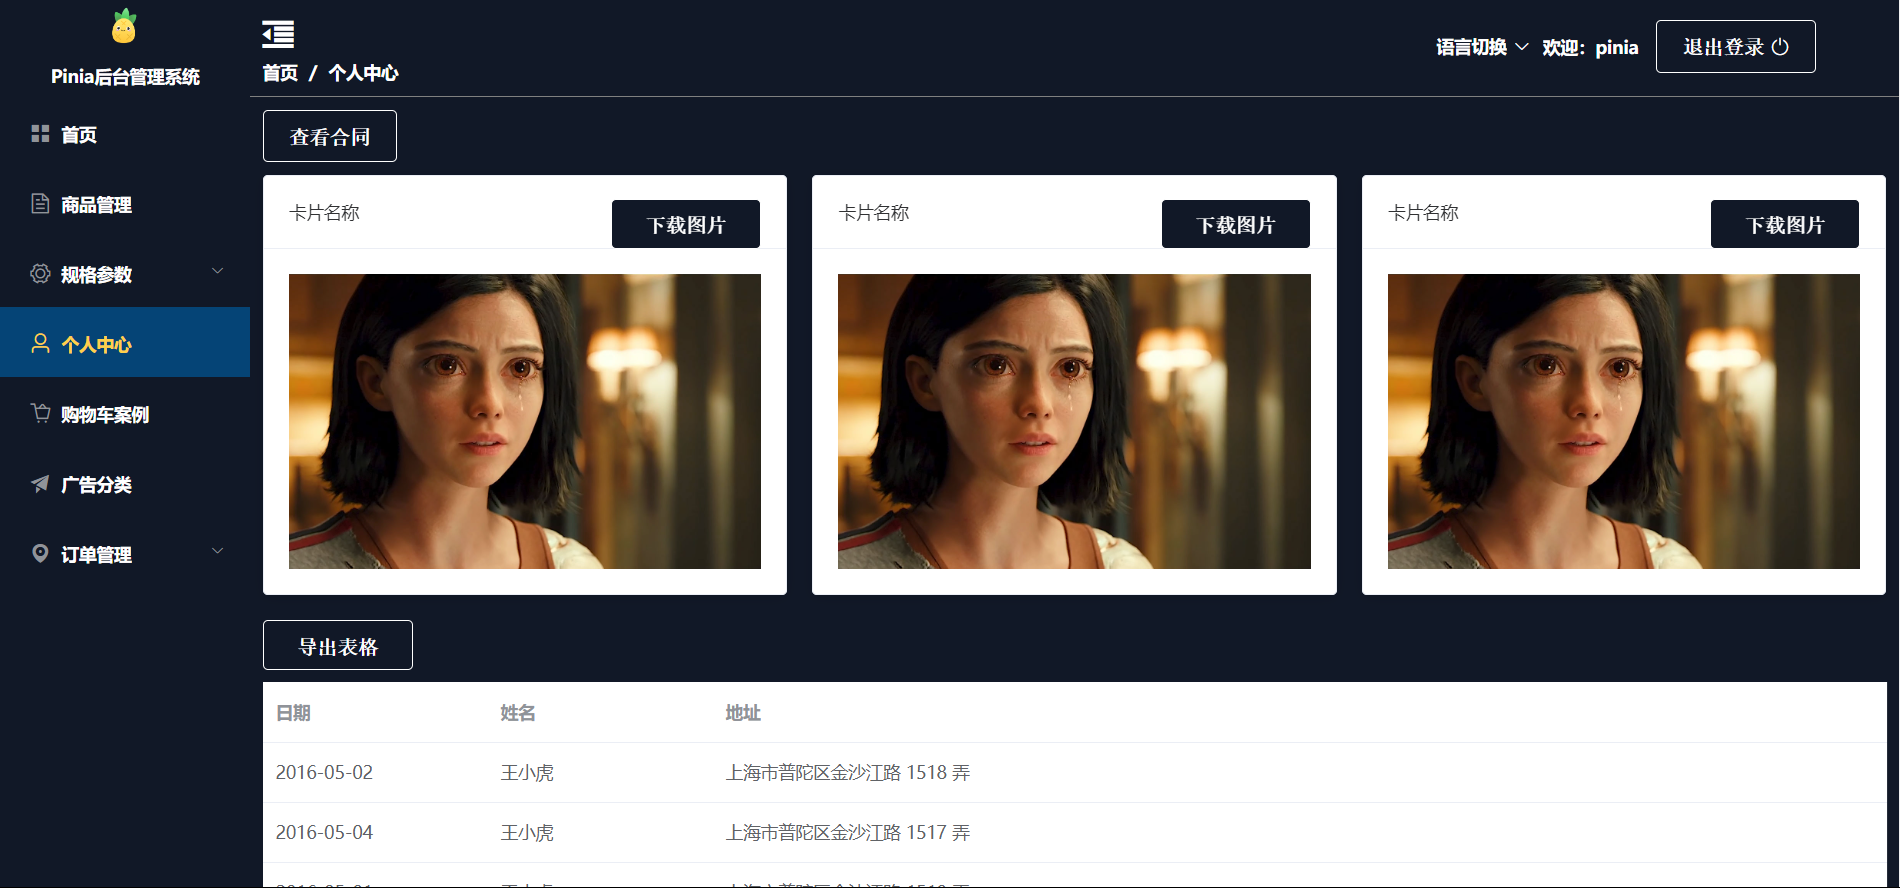 Pinia后台管理系统
首页
商品管理
规格参数
个人中心
购物车案例
广告分类
订单管理
首页 / 个人中心
语言切换 欢迎：pinia 退出登录
查看合同
卡片名称 下载图片
卡片名称 下载图片
卡片名称 下载图片
导出表格
日期 姓名 地址
2016-05-02 王小虎 上海市普陀区金沙江路 1518 弄
2016-05-04 王小虎 上海市普陀区金沙江路 1517 弄